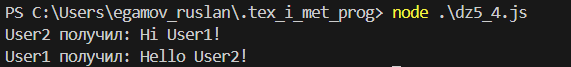 PS C:\Users\egamov_ruslan\.tex_i_met_prog> node .\dz5_4.js
User2 получил: Hi User1!
User1 получил: Hello User2!